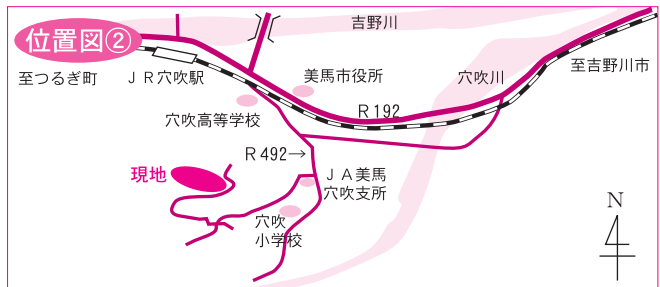 位置図②
吉野川
至つるぎ町
JR穴吹駅
美馬市役所
穴吹川
至吉野川市
R192
穴吹高等学校
R492→
現地
JA美馬
穴吹支所
穴吹
小学校
N